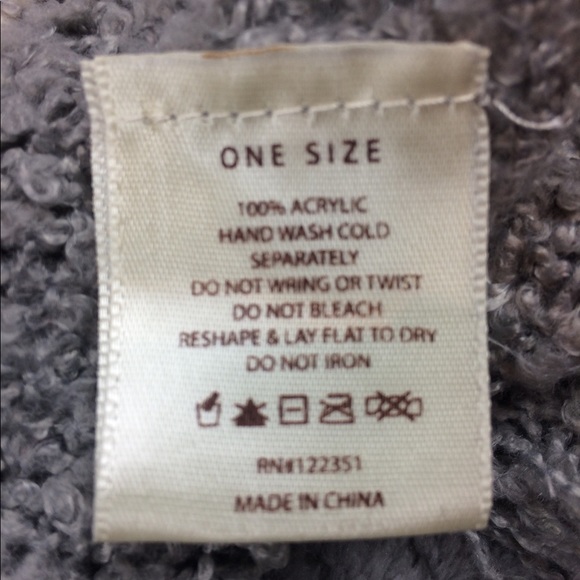 ONE SIZE
100% ACRYLIC
HAND WASH COLD
SEPARATELY
DO NOT WRING OR TWIST
DO NOT BLEACH
RESHAPE & LAY FLAT TO DRY
DO NOT IRON
RN#122351
MADE IN CHINA